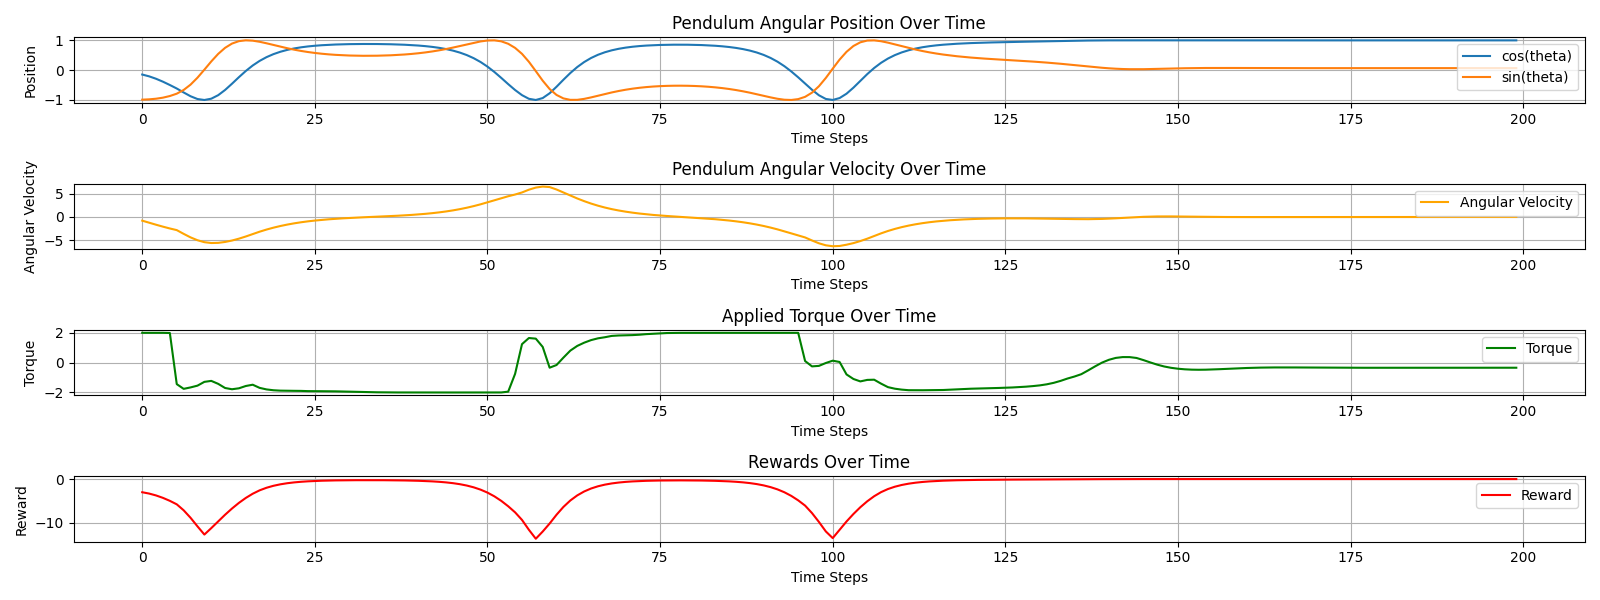 Pendulum Angular Position Over Time
Position
1
0
−1
cos(theta)
sin(theta)
0 25 50 75 100 125 150 175 200
Time Steps
Pendulum Angular Velocity Over Time
Angular Velocity
5
0
−5
Angular Velocity
0 25 50 75 100 125 150 175 200
Time Steps
Applied Torque Over Time
Torque
2
0
−2
Torque
0 25 50 75 100 125 150 175 200
Time Steps
Rewards Over Time
Reward
0
−10
Reward
0 25 50 75 100 125 150 175 200
Time Steps